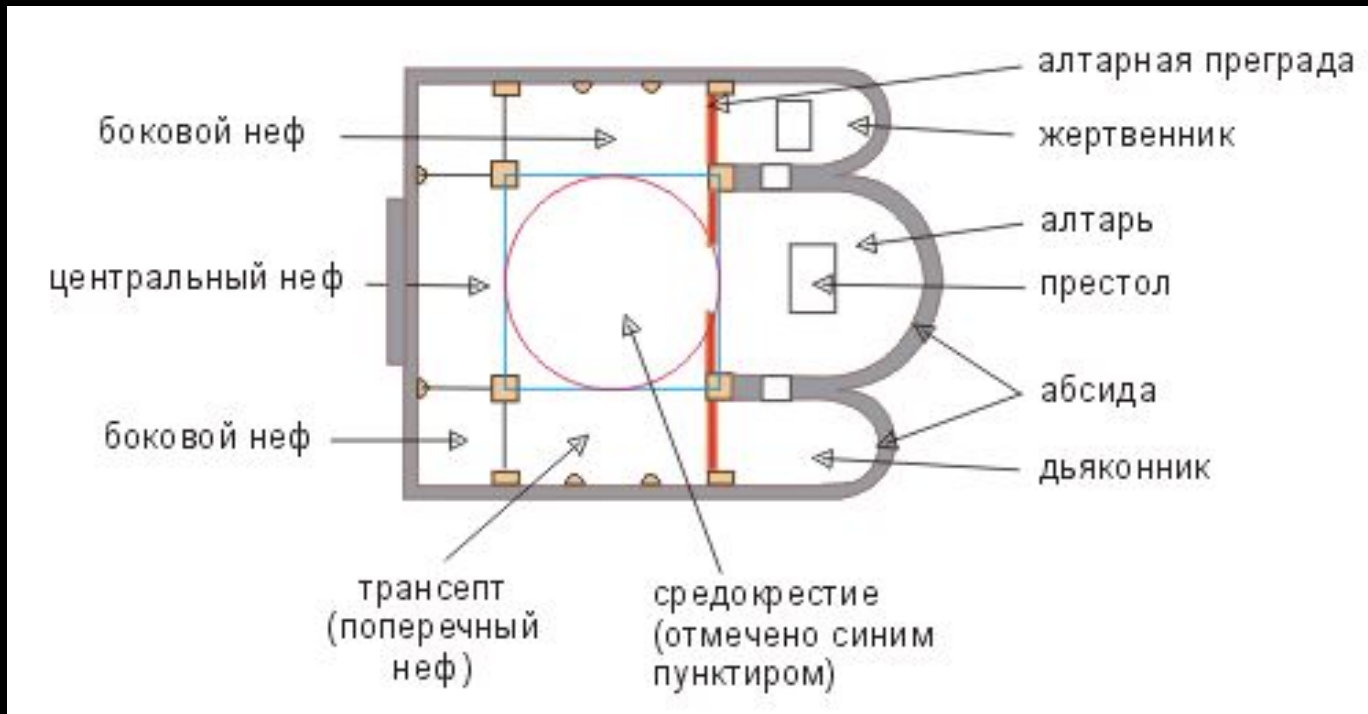 алтарная преграда
боковой неф
жертвенник
алтарь
центральный неф
престол
абсида
боковой неф
дьяконник
трансепт
(поперечный
неф)
средокрестие
(отмечено синим
пунктиром)